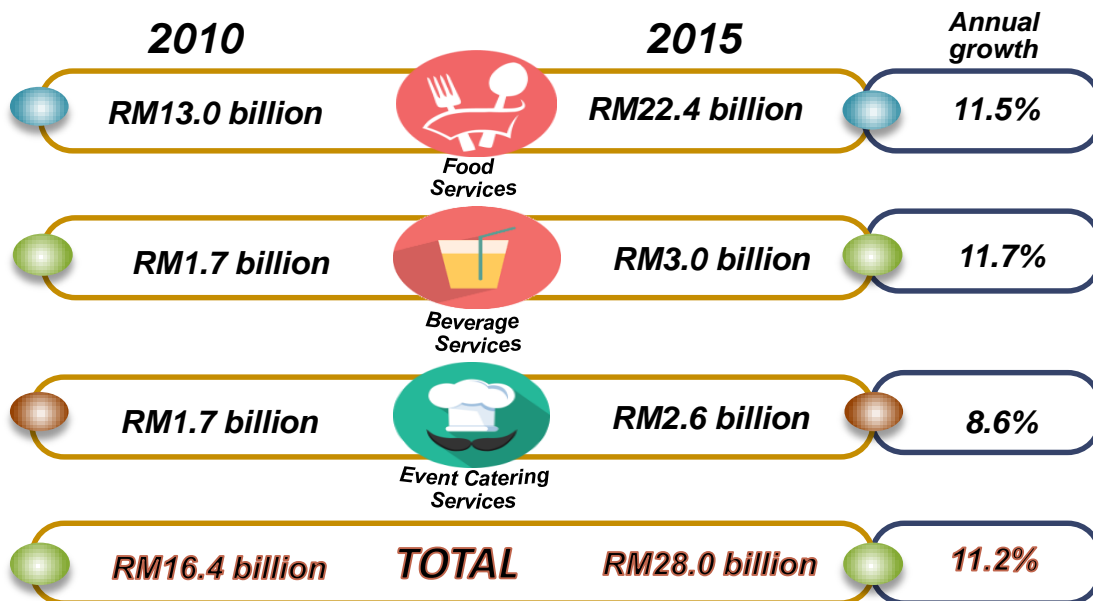 2010
2015
Annual
growth
RM13.0 billion
RM22.4 billion
11.5%
Food
Services
RM1.7 billion
RM3.0 billion
11.7%
Beverage
Services
RM1.7 billion
RM2.6 billion
8.6%
Event Catering
Services
RM16.4 billion
TOTAL
RM28.0 billion
11.2%